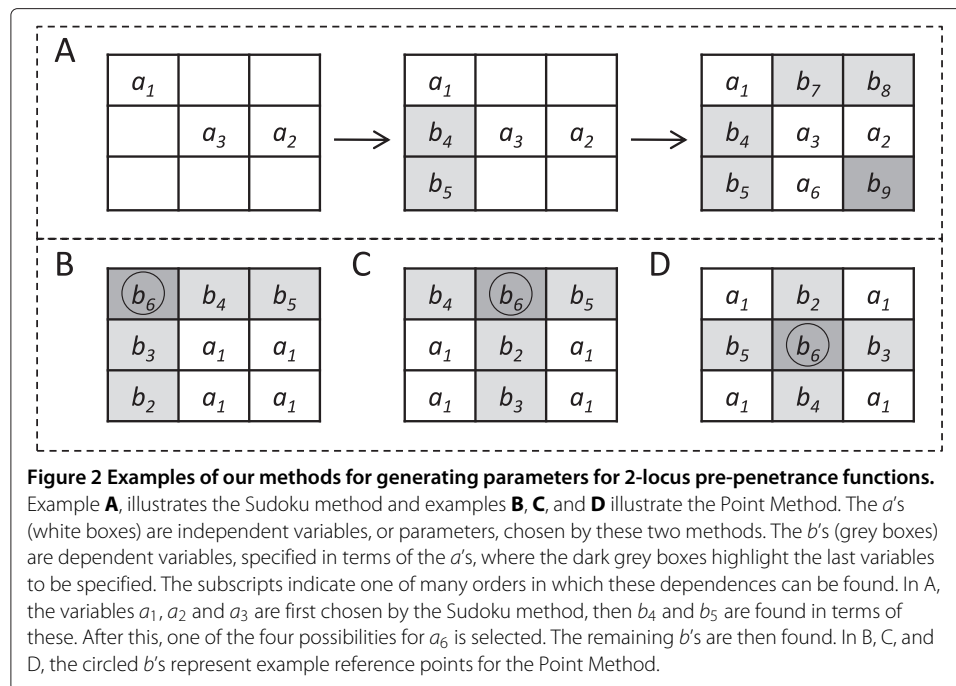 A
a₁
a₁
a₁ b₇ b₈
a₃ a₂
b₄ a₃ a₂
b₄ a₃ a₂
b₅
b₅ a₆ b₉
B
b₆ b₄ b₅
b₃ a₁ a₁
b₂ a₁ a₁
C
b₄ b₆ b₅
a₁ b₂ a₁
a₁ b₃ a₁
D
a₁ b₂ a₁
b₅ b₆ b₃
a₁ b₄ a₁
Figure 2 Examples of our methods for generating parameters for 2-locus pre-penetrance functions.
Example A, illustrates the Sudoku method and examples B, C, and D illustrate the Point Method. The a's
(white boxes) are independent variables, or parameters, chosen by these two methods. The b's (grey boxes)
are dependent variables, specified in terms of the a's, where the dark grey boxes highlight the last variables
to be specified. The subscripts indicate one of many orders in which these dependences can be found. In A,
the variables a₁, a₂ and a₃ are first chosen by the Sudoku method, then b₄ and b₅ are found in terms of
these. After this, one of the four possibilities for a₆ is selected. The remaining b's are then found. In B, C, and
D, the circled b's represent example reference points for the Point Method.